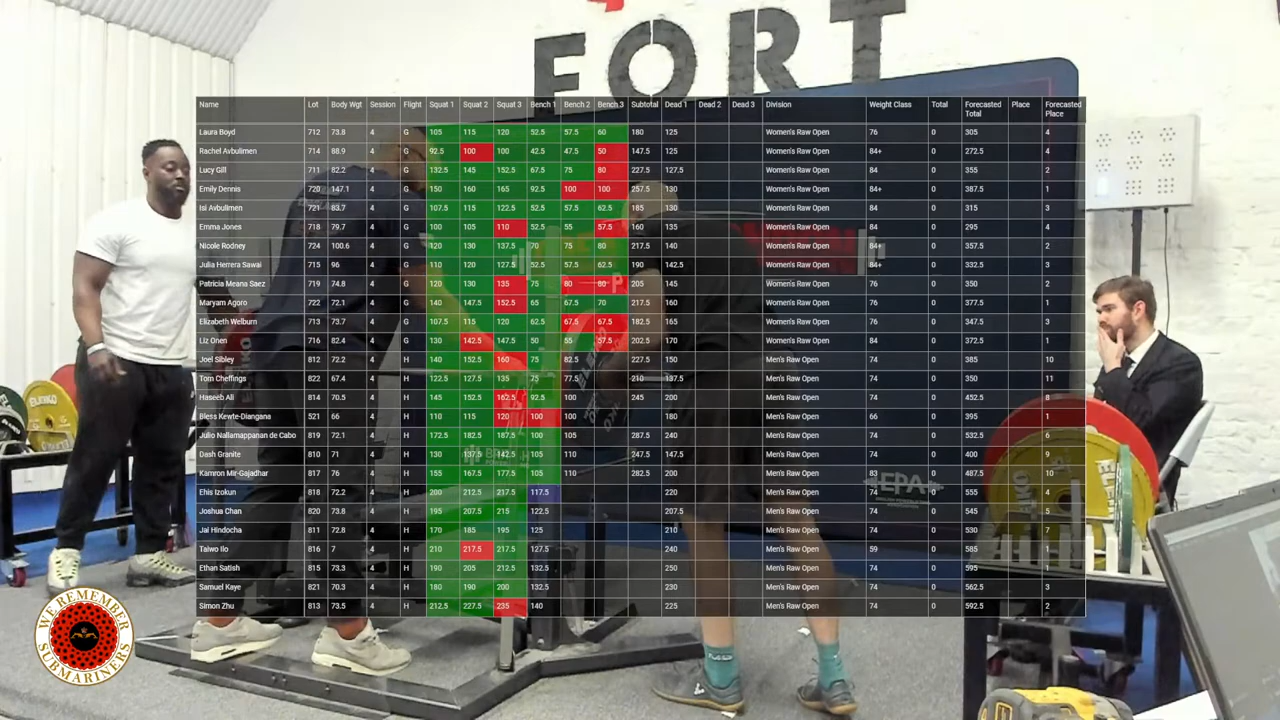 FORT
Name Lot Body Wgt Session Flight Squat 1 Squat 2 Squat 3 Bench 1 Bench 2 Bench 3 Subtotal Dead 1 Dead 2 Dead 3 Division Weight Class Total Forecasted Total Place Forecasted Place
Laura Boyd 712 73.8 4 G 105 115 120 52.5 57.5 60 180 125 Women's Raw Open 76 0 305 4
Rachel Avbulimen 714 88.9 4 G 92.5 100 100 42.5 47.5 50 147.5 125 Women's Raw Open 84+ 0 272.5 4
Lucy Gill 711 82.2 4 G 132.5 145 152.5 67.5 75 80 227.5 127.5 Women's Raw Open 84 0 355 2
Emily Dennis 720 147.1 4 G 150 160 165 92.5 100 100 257.5 130 Women's Raw Open 84+ 0 387.5 1
Isi Avbulimen 721 83.7 4 G 107.5 115 122.5 52.5 57.5 62.5 185 130 Women's Raw Open 84 0 315 3
Emma Jones 718 79.7 4 G 100 105 110 52.5 55 57.5 160 135 Women's Raw Open 84 0 295 4
Nicole Rodney 724 100.6 4 G 120 130 137.5 70 75 80 217.5 140 Women's Raw Open 84+ 0 357.5 2
Julia Herrera Sawai 715 96 4 G 110 120 127.5 52.5 57.5 62.5 190 142.5 Women's Raw Open 84+ 0 332.5 3
Patricia Meana Saez 719 74.8 4 G 120 130 135 75 80 80 205 145 Women's Raw Open 76 0 350 2
Maryam Agoro 722 72.1 4 G 140 147.5 152.5 65 67.5 70 217.5 160 Women's Raw Open 76 0 377.5 1
Elizabeth Welburn 713 73.7 4 G 107.5 115 120 62.5 67.5 67.5 182.5 165 Women's Raw Open 76 0 347.5 3
Liz Onen 716 82.4 4 G 130 142.5 147.5 50 55 57.5 202.5 170 Women's Raw Open 84 0 372.5 1
Joel Sibley 812 72.2 4 H 140 152.5 160 75 82.5 227.5 150 Men's Raw Open 74 0 385 10
Tom Cheffings 822 67.4 4 H 122.5 127.5 135 75 77.5 210 137.5 Men's Raw Open 74 0 350 11
Haseeb Ali 814 70.5 4 H 145 152.5 162.5 92.5 100 245 200 Men's Raw Open 74 0 452.5 8
Bless Kewte-Diangana 521 66 4 H 110 115 120 100 100 180 Men's Raw Open 66 0 395 1
Julio Nallamappanan de Cabo 819 72.1 4 H 172.5 182.5 187.5 100 105 287.5 240 Men's Raw Open 74 0 532.5 6
Dash Granite 810 71 4 H 130 137.5 142.5 105 110 247.5 147.5 Men's Raw Open 74 0 400 9
Kamron Mir-Gajadhar 817 76 4 H 155 167.5 177.5 105 110 282.5 200 Men's Raw Open 83 0 487.5 10
Ehis Izokun 818 72.2 4 H 200 212.5 217.5 117.5 220 Men's Raw Open 74 0 555 4
Joshua Chan 820 73.8 4 H 195 207.5 215 122.5 207.5 Men's Raw Open 74 0 545 5
Jai Hindocha 811 72.8 4 H 170 185 195 125 210 Men's Raw Open 74 0 530 7
Taiwo Ilo 816 7 4 H 210 217.5 217.5 127.5 240 Men's Raw Open 59 0 585 1
Ethan Satish 815 73.3 4 H 190 205 212.5 132.5 250 Men's Raw Open 74 0 595 1
Samuel Kaye 821 70.3 4 H 180 190 200 132.5 230 Men's Raw Open 74 0 562.5 3
Simon Zhu 813 73.5 4 H 212.5 227.5 235 140 225 Men's Raw Open 74 0 592.5 2
ELEIKO
EPA
WE REMEMBER
SUBMARINERS